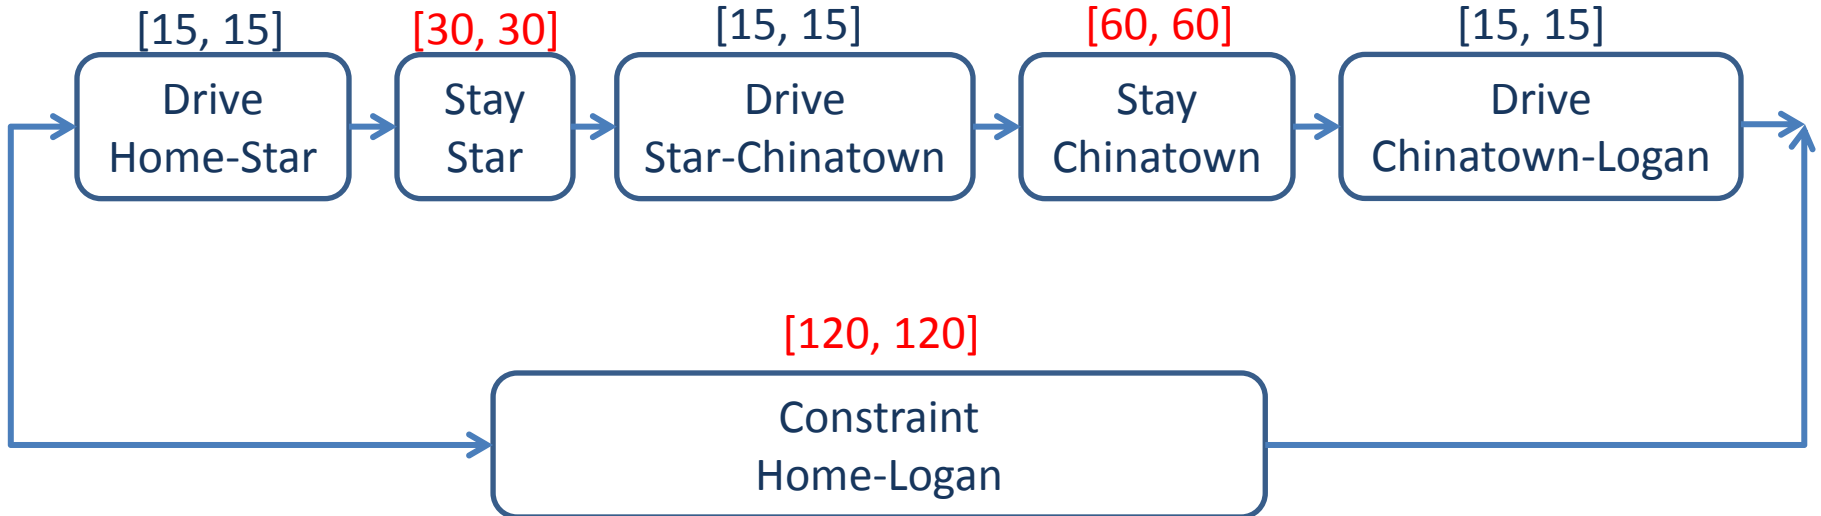 [15, 15]
[30, 30]
[15, 15]
[60, 60]
[15, 15]
Drive
Home-Star
Stay
Star
Drive
Star-Chinatown
Stay
Chinatown
Drive
Chinatown-Logan
[120, 120]
Constraint
Home-Logan